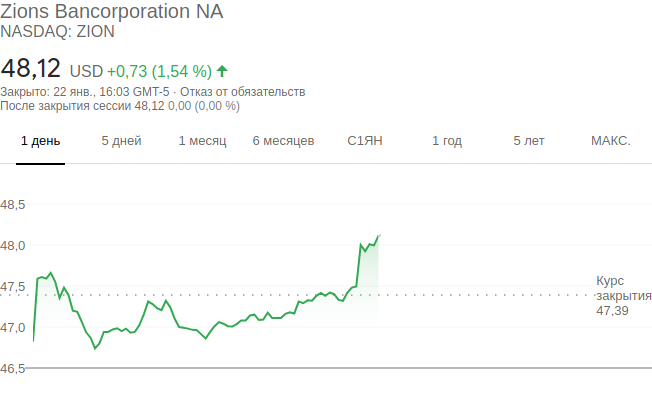 Zions Bancorporation NA
NASDAQ: ZION
48,12 USD +0,73 (1,54 %)
Закрыто: 22 янв., 16:03 GMT-5 · Отказ от обязательств
После закрытия сессии 48,12 0,00 (0,00 %)
1 день 5 дней 1 месяц 6 месяцев С1ЯН 1 год 5 лет МАКС.
48,5
48,0
47,5
47,0
46,5
Курс
закрытия
47,39